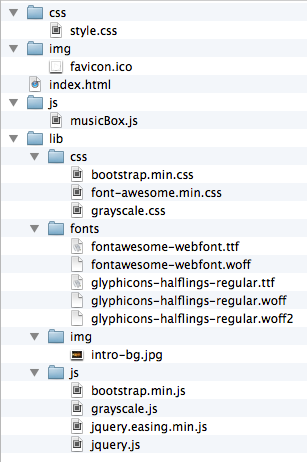 css
style.css
img
favicon.ico
index.html
js
musicBox.js
lib
css
bootstrap.min.css
font-awesome.min.css
grayscale.css
fonts
fontawesome-webfont.ttf
fontawesome-webfont.woff
glyphicons-halflings-regular.ttf
glyphicons-halflings-regular.woff
glyphicons-halflings-regular.woff2
img
intro-bg.jpg
js
bootstrap.min.js
grayscale.js
jquery.easing.min.js
jquery.js